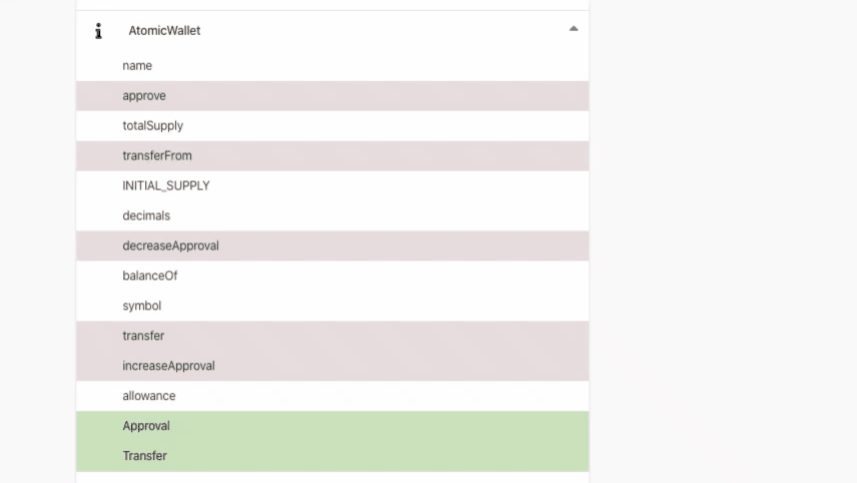 AtomicWallet
name
approve
totalSupply
transferFrom
INITIAL_SUPPLY
decimals
decreaseApproval
balanceOf
symbol
transfer
increaseApproval
allowance
Approval
Transfer